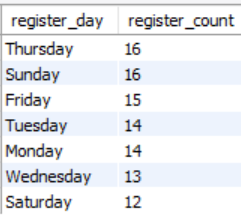 register_day register_count
Thursday 16
Sunday 16
Friday 15
Tuesday 14
Monday 14
Wednesday 13
Saturday 12